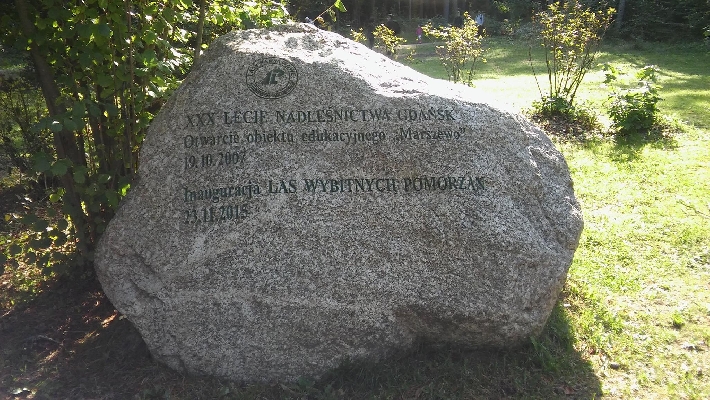 XXX LECIE NADLEŚNICTWA GDAŃSK
Otwarcie obiektu edukacyjnego „Marszewo”
19.10.2007
Inauguracja LAS WYBITNYCH POMORZAN
23.11.2015